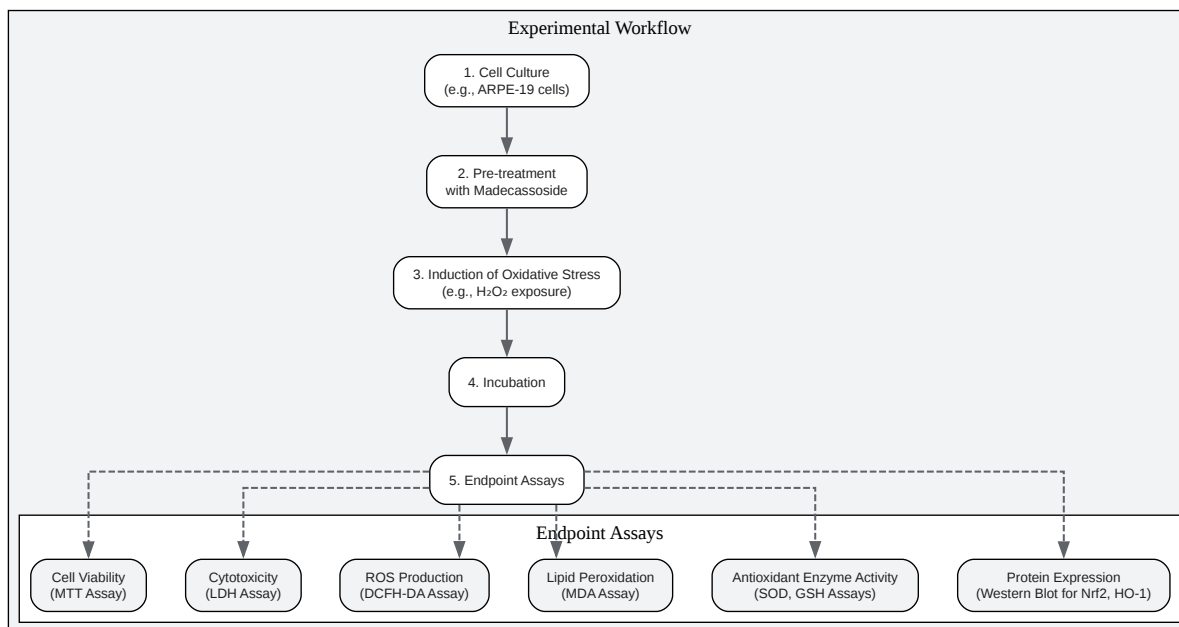 Experimental Workflow
1. Cell Culture
(e.g., ARPE-19 cells)
2. Pre-treatment
with Madecassoside
3. Induction of Oxidative Stress
(e.g., H₂O₂ exposure)
4. Incubation
5. Endpoint Assays
Endpoint Assays
Cell Viability
(MTT Assay)
Cytotoxicity
(LDH Assay)
ROS Production
(DCFH-DA Assay)
Lipid Peroxidation
(MDA Assay)
Antioxidant Enzyme Activity
(SOD, GSH Assays)
Protein Expression
(Western Blot for Nrf2, HO-1)